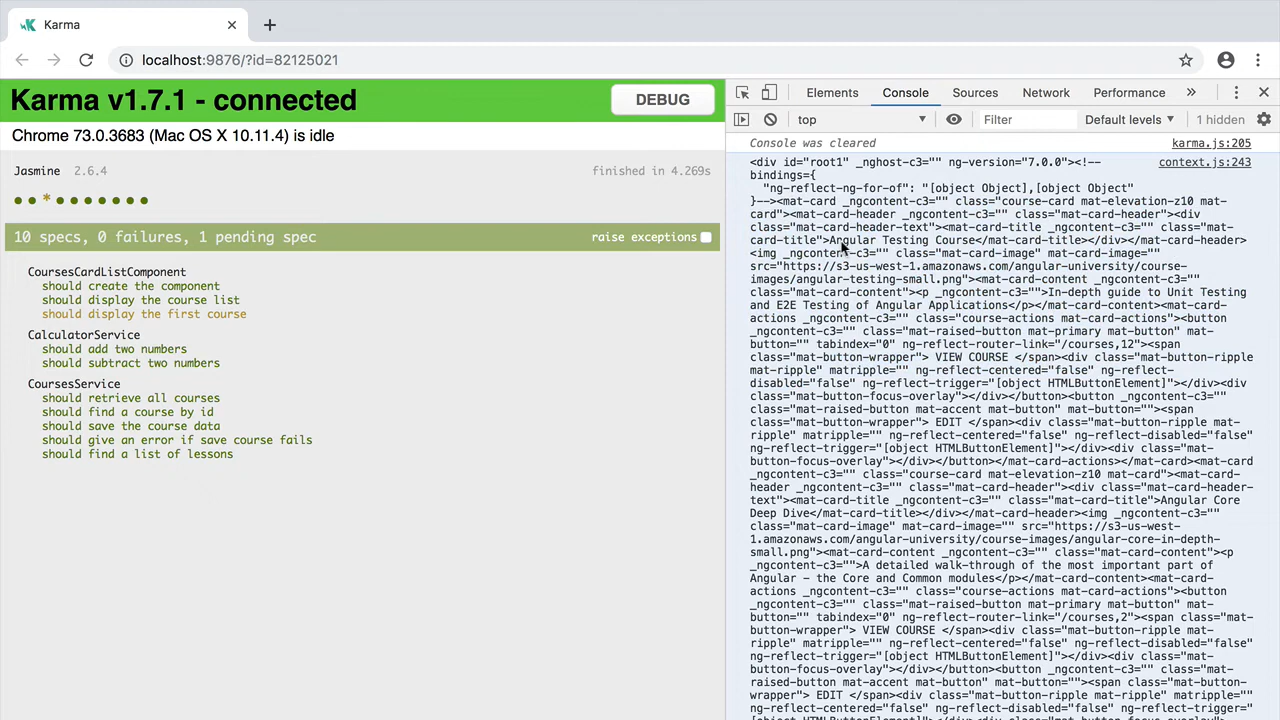 Karma
localhost:9876/?id=82125021
Karma v1.7.1 - connected
DEBUG
Chrome 73.0.3683 (Mac OS X 10.11.4) is idle
Jasmine 2.6.4
finished in 4.269s
10 specs, 0 failures, 1 pending spec
raise exceptions
CoursesCardListComponent
should create the component
should display the course list
should display the first course
CalculatorService
should add two numbers
should subtract two numbers
CoursesService
should retrieve all courses
should find a course by id
should save the course data
should give an error if save course fails
should find a list of lessons
Elements
Console
Sources
Network
Performance
top
Filter
Default levels
1 hidden
Console was cleared
karma.js:205
<div id="root1" _nghost-c3="" ng-version="7.0.0"><!--
context.js:243
bindings={
"ng-reflect-ng-for-of": "[object Object],[object Object"
}--><mat-card _ngcontent-c3="" class="course-card mat-elevation-z10 mat-
card"><mat-card-header _ngcontent-c3="" class="mat-card-header"><div
class="mat-card-header-text"><mat-card-title _ngcontent-c3="" class="mat-
card-title">Angular Testing Course</mat-card-title></div></mat-card-header>
<img _ngcontent-c3="" class="mat-card-image" mat-card-image=""
src="https://s3-us-west-1.amazonaws.com/angular-university/course-
images/angular-testing-small.png"><mat-card-content _ngcontent-c3=""
class="mat-card-content"><p _ngcontent-c3="">In-depth guide to Unit Testing
and E2E Testing of Angular Applications</p></mat-card-content><mat-card-
actions _ngcontent-c3="" class="course-actions mat-card-actions"><button
_ngcontent-c3="" class="mat-raised-button mat-primary mat-button" mat-
button="" tabindex="0" ng-reflect-router-link="/courses,12"><span
class="mat-button-wrapper"> VIEW COURSE </span><div class="mat-button-ripple
mat-ripple" matripple="" ng-reflect-centered="false" ng-reflect-
disabled="false" ng-reflect-trigger="[object HTMLButtonElement]"></div><div
class="mat-button-focus-overlay"></div></button><button _ngcontent-c3=""
class="mat-raised-button mat-accent mat-button" mat-button=""><span
class="mat-button-wrapper"> EDIT </span><div class="mat-button-ripple mat-
ripple" matripple="" ng-reflect-centered="false" ng-reflect-disabled="false"
ng-reflect-trigger="[object HTMLButtonElement]"></div><div class="mat-
button-focus-overlay"></div></button></mat-card-actions></mat-card><mat-card
_ngcontent-c3="" class="course-card mat-elevation-z10 mat-card"><mat-card-
header _ngcontent-c3="" class="mat-card-header"><div class="mat-card-header-
text"><mat-card-title _ngcontent-c3="" class="mat-card-title">Angular Core
Deep Dive</mat-card-title></div></mat-card-header><img _ngcontent-c3=""
class="mat-card-image" mat-card-image="" src="https://s3-us-west-
1.amazonaws.com/angular-university/course-images/angular-core-in-depth-
small.png"><mat-card-content _ngcontent-c3="" class="mat-card-content"><p
_ngcontent-c3="">A detailed walk-through of the most important part of
Angular - the Core and Common modules</p></mat-card-content><mat-card-
actions _ngcontent-c3="" class="course-actions mat-card-actions"><button
_ngcontent-c3="" class="mat-raised-button mat-primary mat-button" mat-
button="" tabindex="0" ng-reflect-router-link="/courses,2"><span class="mat-
button-wrapper"> VIEW COURSE </span><div class="mat-button-ripple mat-
ripple" matripple="" ng-reflect-centered="false" ng-reflect-disabled="false"
ng-reflect-trigger="[object HTMLButtonElement]"></div><div class="mat-
button-focus-overlay"></div></button><button _ngcontent-c3="" class="mat-
raised-button mat-accent mat-button" mat-button=""><span class="mat-button-
wrapper"> EDIT </span><div class="mat-button-ripple mat-ripple" matripple=""
ng-reflect-centered="false" ng-reflect-disabled="false" ng-reflect-trigger=